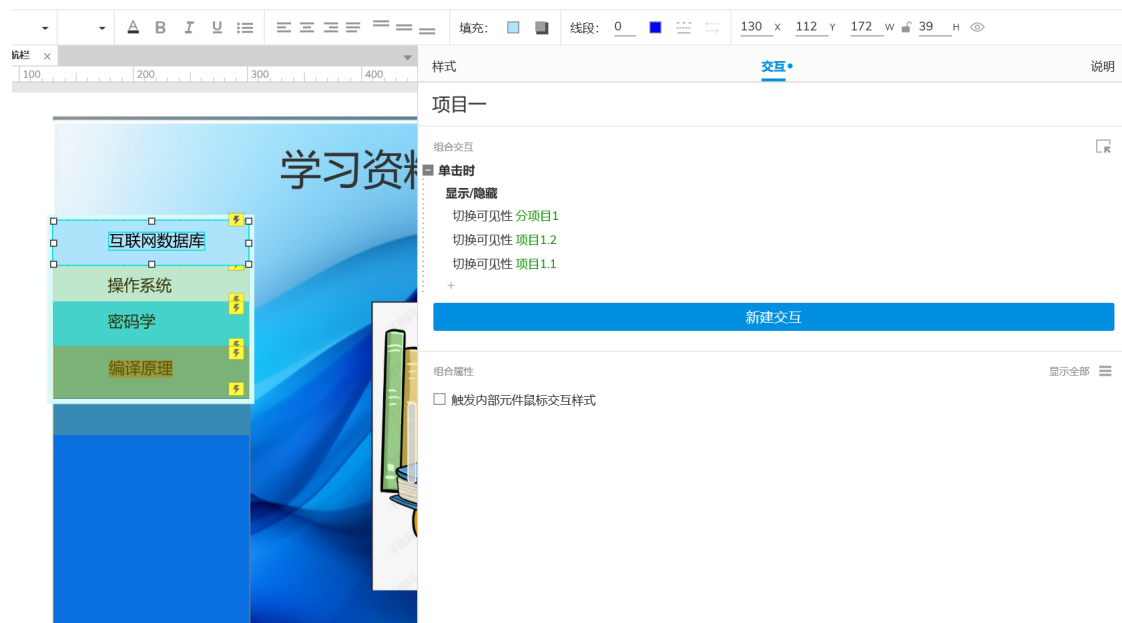 A B I U 填充: 线段: 0 130 X 112 Y 172 W 39 H
航栏 ×
100 200 300 400
样式 交互 说明
项目一
组合交互
单击时
显示/隐藏
切换可见性 分项目1
切换可见性 项目1.2
切换可见性 项目1.1
+
新建交互
组合属性 显示全部
触发内部元件鼠标交互样式
学习资料
互联网数据库
操作系统
密码学
编译原理